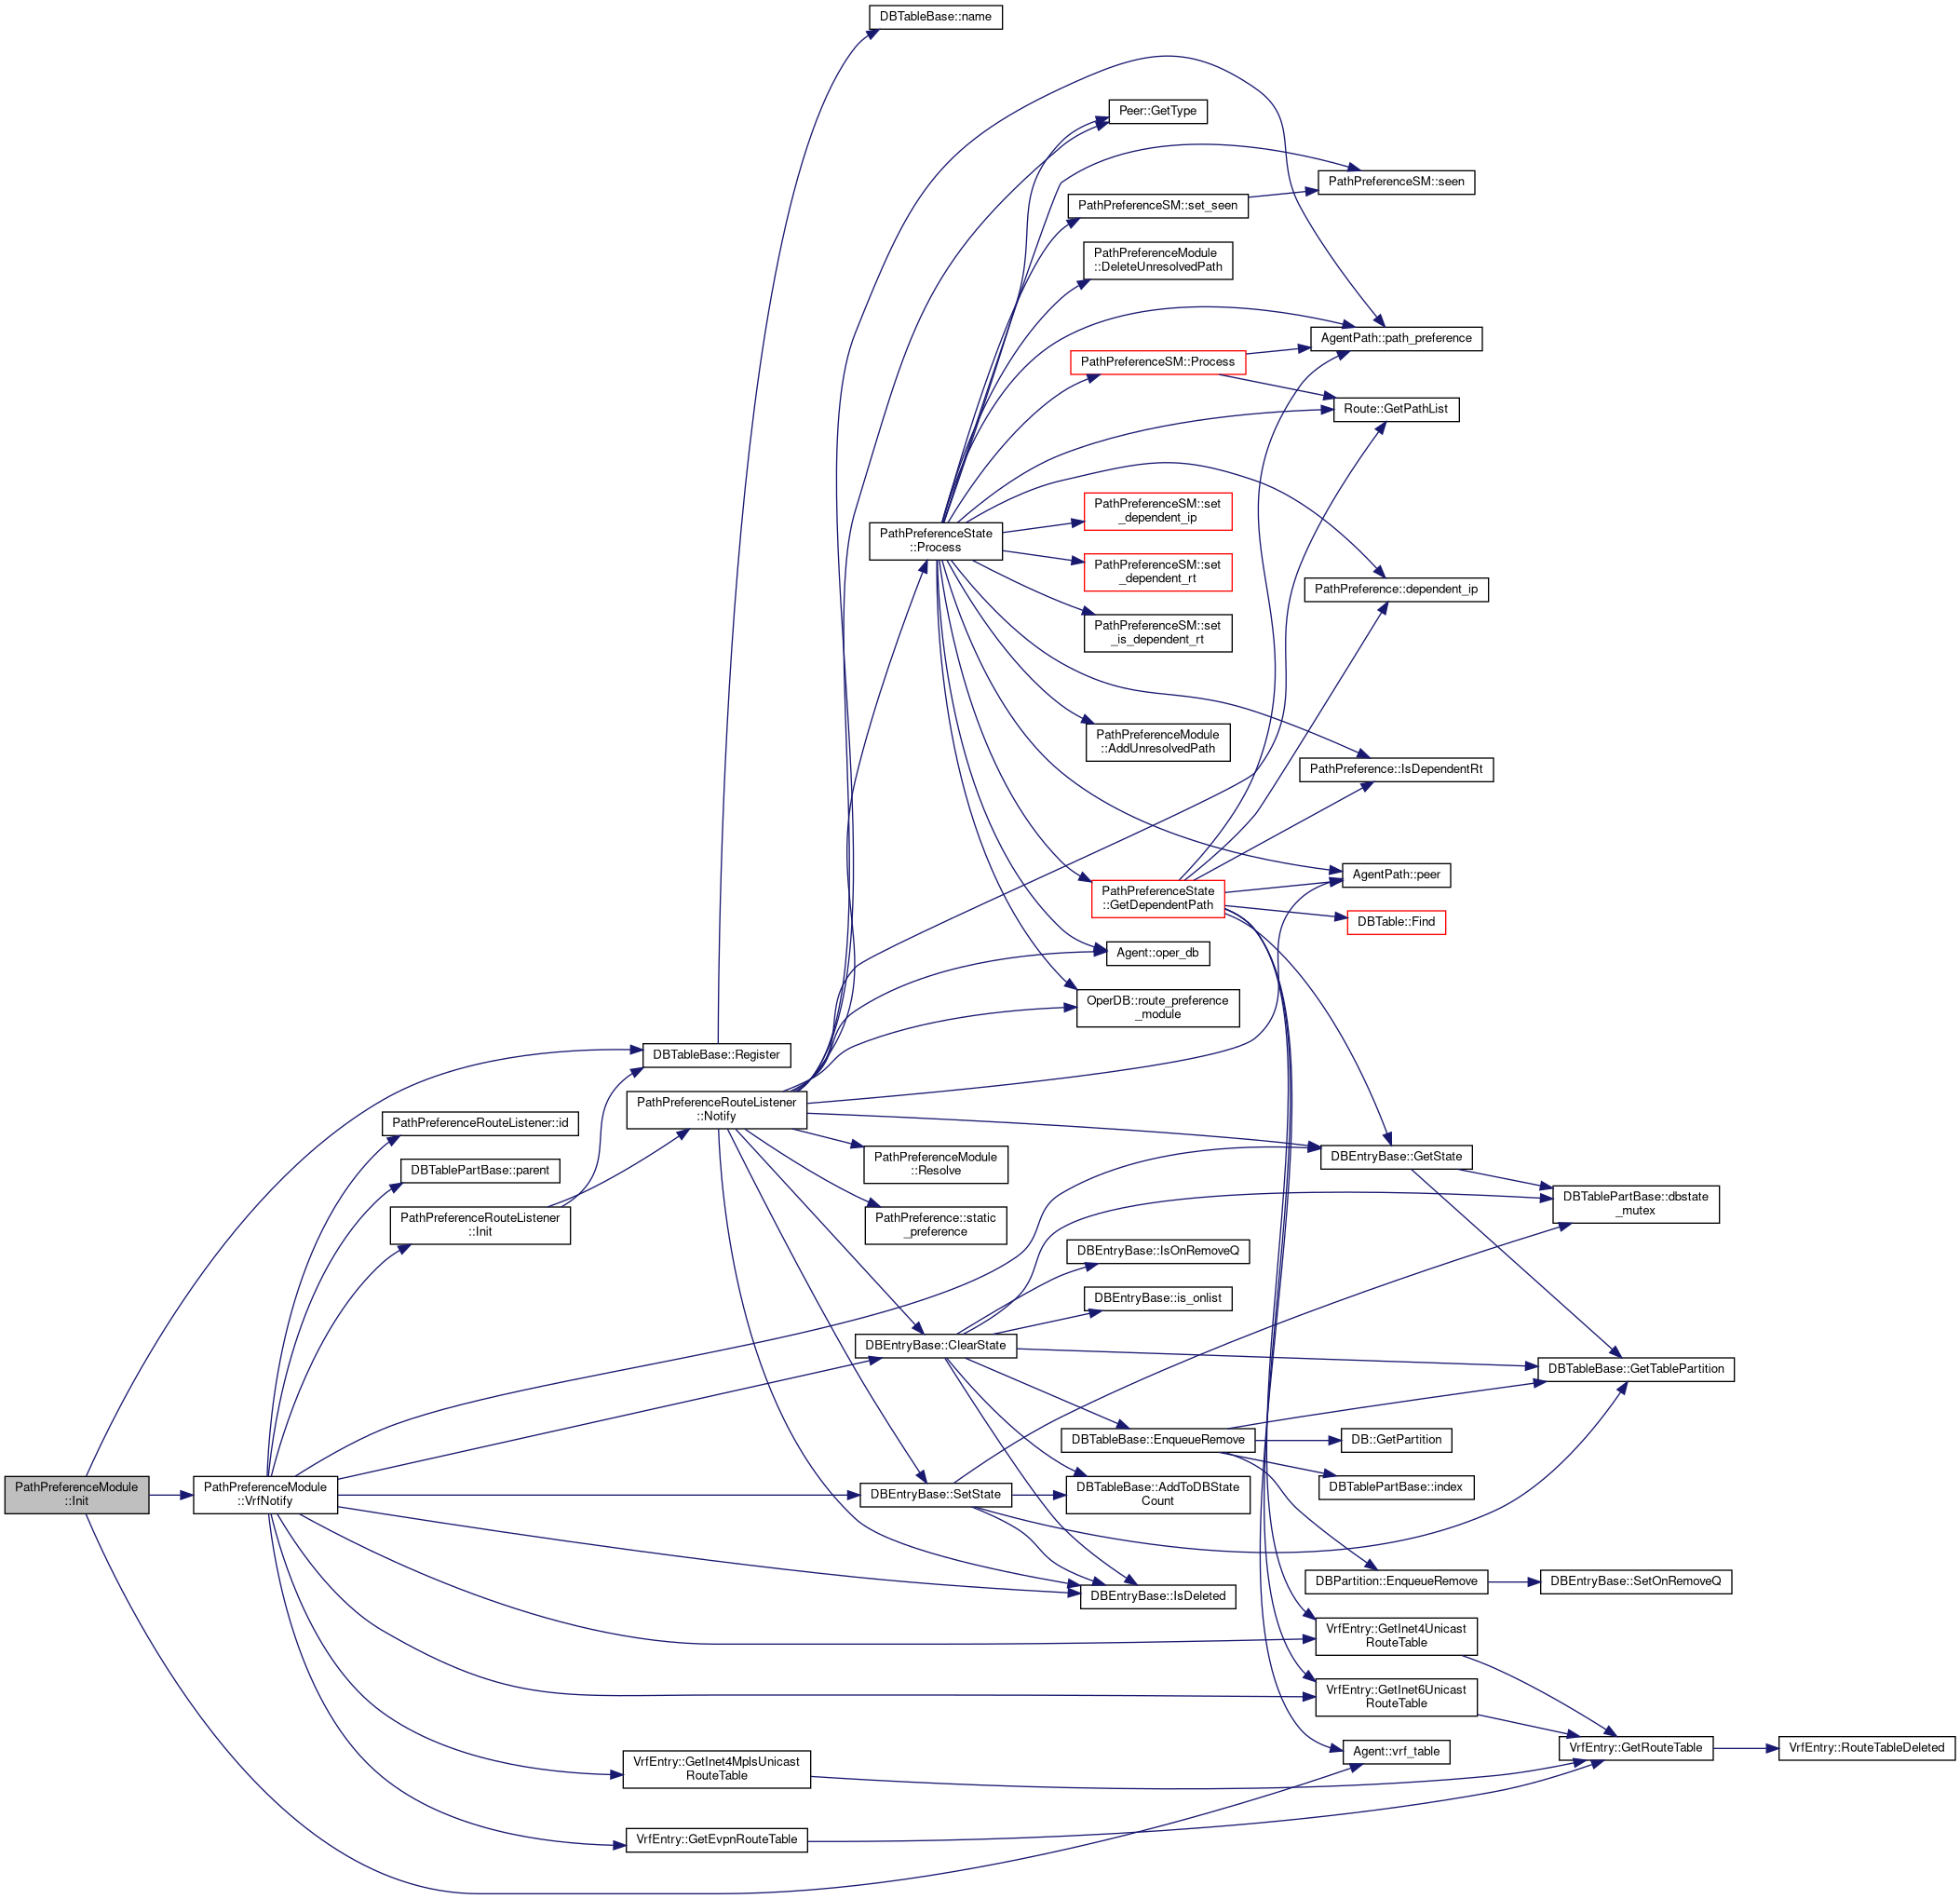 DBTableBase::name
Peer::GetType
PathPreferenceSM::seen
PathPreferenceSM::set_seen
PathPreferenceModule
::DeleteUnresolvedPath
AgentPath::path_preference
PathPreferenceSM::Process
Route::GetPathList
PathPreferenceSM::set
_dependent_ip
PathPreferenceState
::Process
PathPreferenceSM::set
_dependent_rt
PathPreference::dependent_ip
PathPreferenceSM::set
_is_dependent_rt
PathPreferenceModule
::AddUnresolvedPath
PathPreference::IsDependentRt
AgentPath::peer
PathPreferenceState
::GetDependentPath
DBTable::Find
Agent::oper_db
OperDB::route_preference
_module
DBTableBase::Register
PathPreferenceRouteListener
::Notify
PathPreferenceRouteListener::id
PathPreferenceModule
::Resolve
DBEntryBase::GetState
DBTablePartBase::parent
DBTablePartBase::dbstate
_mutex
PathPreferenceRouteListener
::Init
PathPreference::static
_preference
DBEntryBase::IsOnRemoveQ
DBEntryBase::is_onlist
DBEntryBase::ClearState
DBTableBase::GetTablePartition
DBTableBase::EnqueueRemove
DB::GetPartition
DBTablePartBase::index
PathPreferenceModule
::Init
PathPreferenceModule
::VrfNotify
DBEntryBase::SetState
DBTableBase::AddToDBState
Count
DBPartition::EnqueueRemove
DBEntryBase::SetOnRemoveQ
DBEntryBase::IsDeleted
VrfEntry::GetInet4Unicast
RouteTable
VrfEntry::GetInet6Unicast
RouteTable
Agent::vrf_table
VrfEntry::GetRouteTable
VrfEntry::RouteTableDeleted
VrfEntry::GetInet4MplsUnicast
RouteTable
VrfEntry::GetEvpnRouteTable